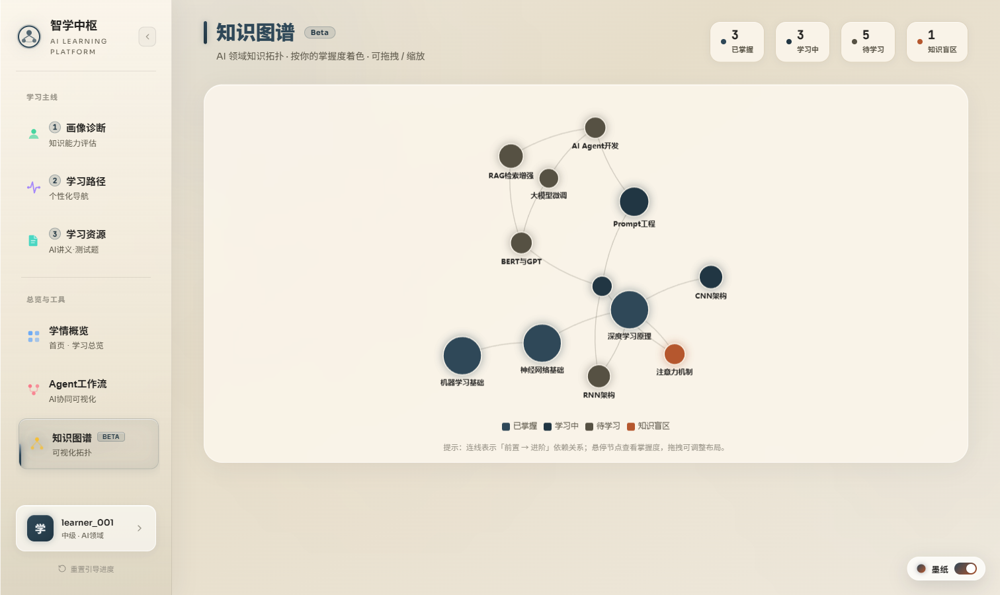 智学中枢
AI LEARNING
PLATFORM
学习主线
1 画像诊断
知识能力评估
2 学习路径
个性化导航
3 学习资源
AI讲义·测试题
总览与工具
学情概览
首页 · 学习总览
Agent工作流
AI协同可视化
知识图谱 BETA
可视化拓扑
学 learner_001
中级 · AI领域
重置引导进度
知识图谱 Beta
AI 领域知识拓扑 · 按你的掌握度着色 · 可拖拽 / 缩放
3 已掌握
3 学习中
5 待学习
1 知识盲区
AI Agent开发
RAG检索增强
大模型微调
Prompt工程
BERT与GPT
CNN架构
深度学习原理
神经网络基础
机器学习基础
注意力机制
RNN架构
已掌握 学习中 待学习 知识盲区
提示：连线表示「前置 → 进阶」依赖关系；悬停节点查看掌握度，拖拽可调整布局。
墨纸